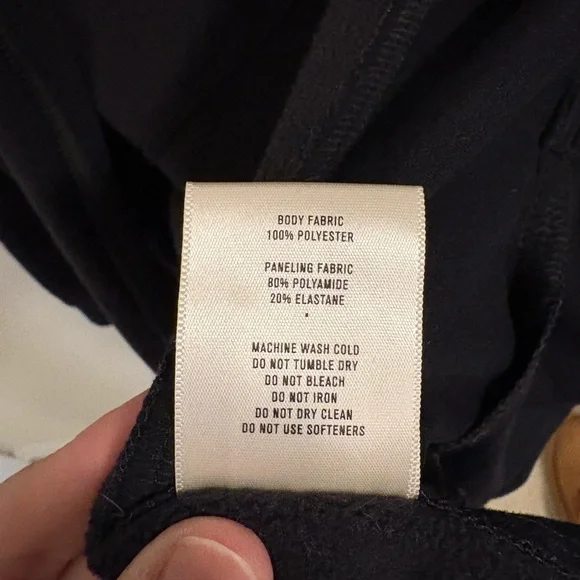 BODY FABRIC
100% POLYESTER
PANELING FABRIC
80% POLYAMIDE
20% ELASTANE
MACHINE WASH COLD
DO NOT TUMBLE DRY
DO NOT BLEACH
DO NOT IRON
DO NOT DRY CLEAN
DO NOT USE SOFTENERS